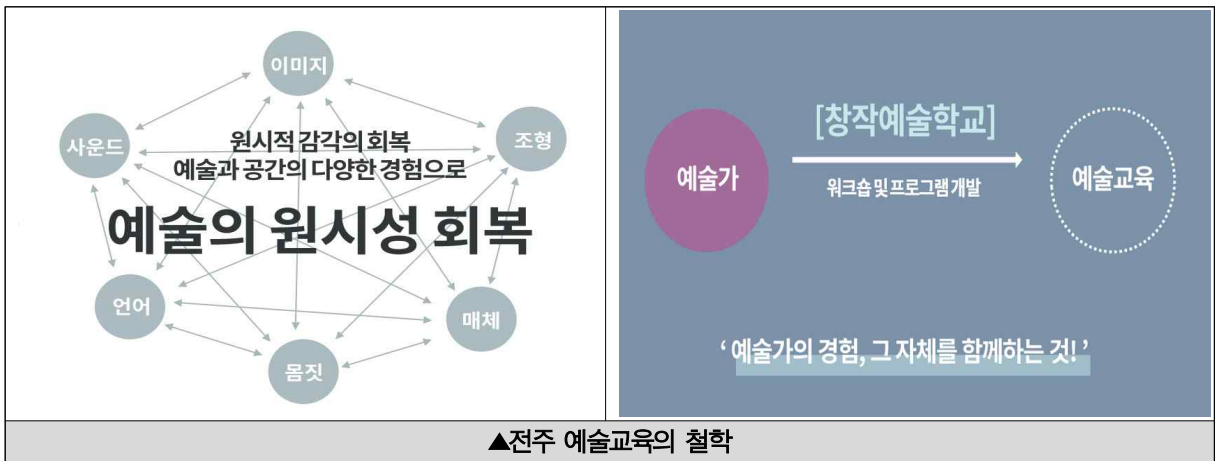 이미지
사운드
조형
원시적 감각의 회복
예술과 공간의 다양한 경험으로
예술의 원시성 회복
언어
매체
몸짓
[창작예술학교]
예술가
워크숍 및 프로그램 개발
예술교육
‘ 예술가의 경험, 그 자체를 함께하는 것! ’
▲전주 예술교육의 철학